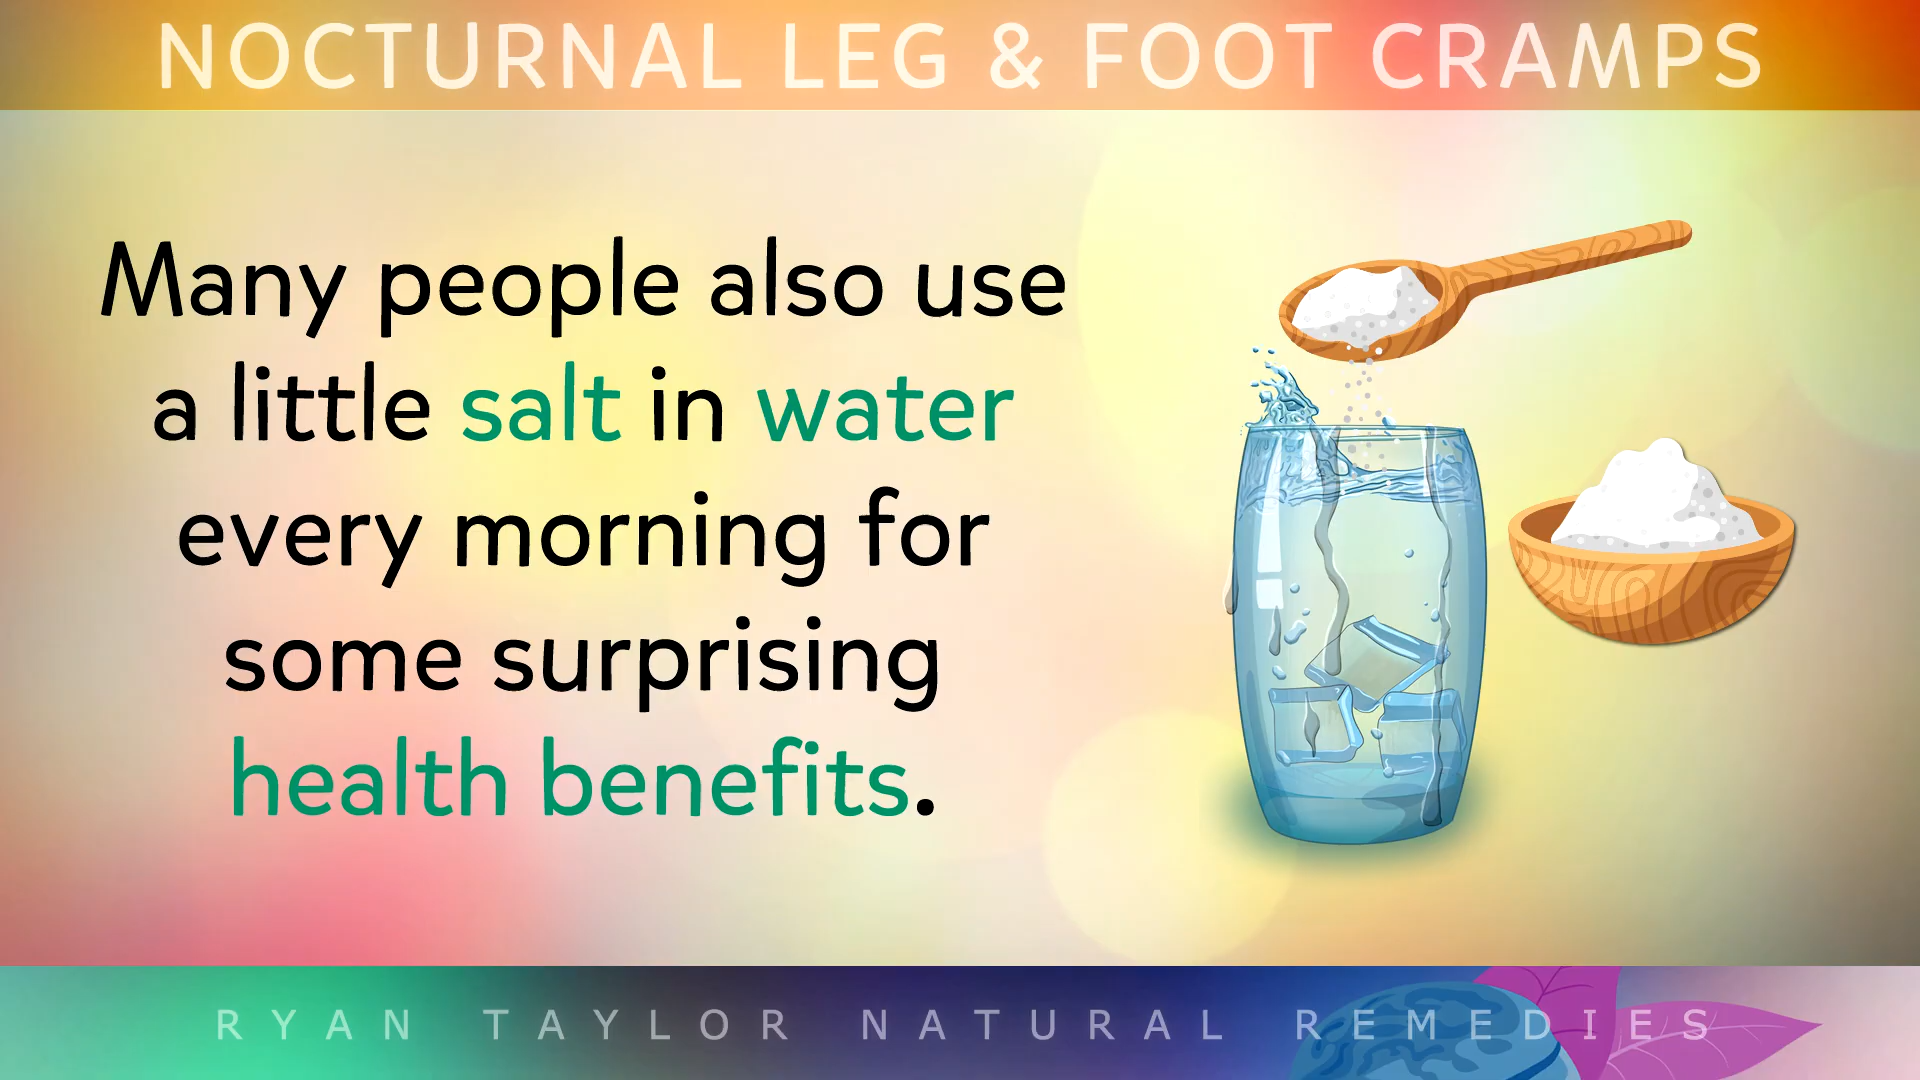 NOCTURNAL LEG & FOOT CRAMPS
Many people also use
a little salt in water
every morning for
some surprising
health benefits.
RYAN TAYLOR NATURAL REMEDIES